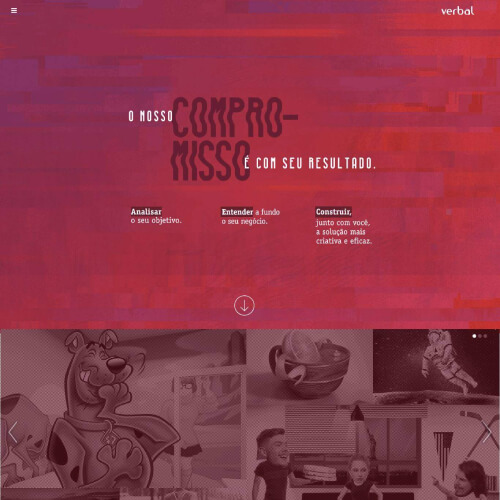 verbal
O NOSSO
COMPRO-
MISSO
É COM SEU RESULTADO.
Analisar
o seu objetivo.
Entender a fundo
o seu negócio.
Construir,
junto com você,
a solução mais
criativa e eficaz.